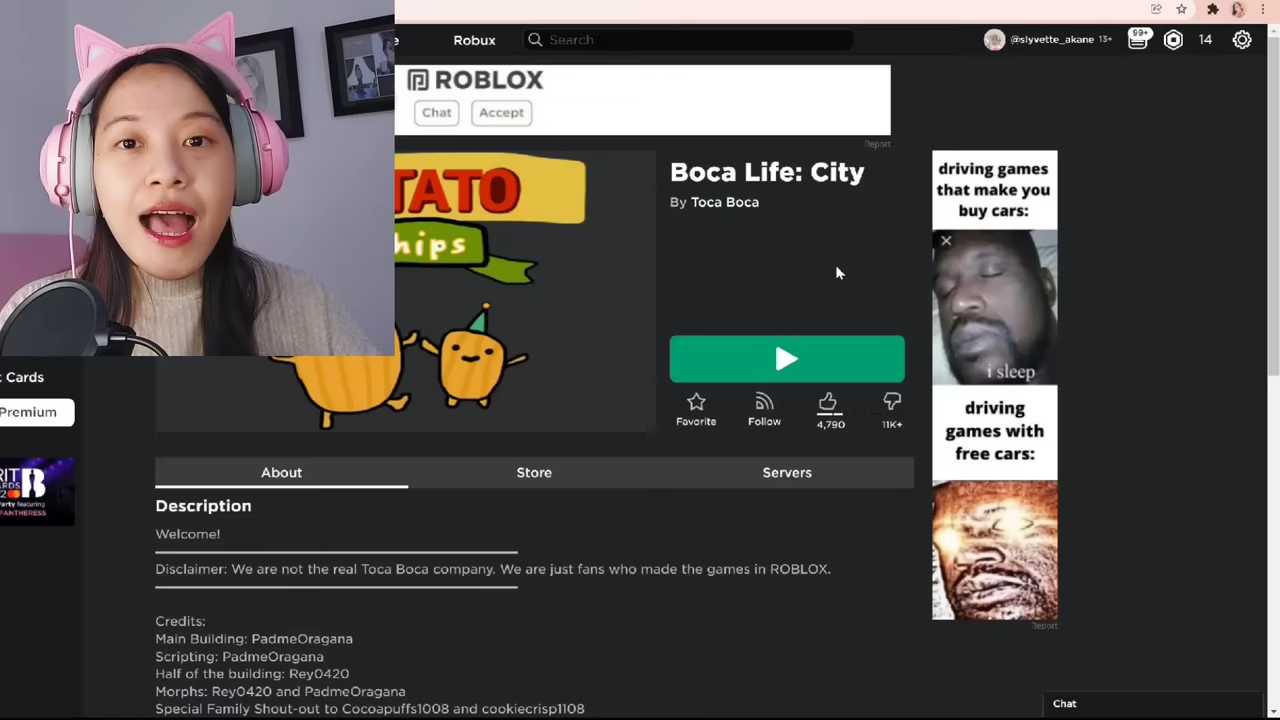 Robux
Search
@slyvette_akane 13+
99+
14
ROBLOX
Chat
Accept
Report
TATO
hips
Boca Life: City
By Toca Boca
Favorite
Follow
4,790
11K+
driving games
that make you
buy cars:
i sleep
driving
games with
free cars:
Report
t Cards
Premium
About
Store
Servers
Description
Welcome!
Disclaimer: We are not the real Toca Boca company. We are just fans who made the games in ROBLOX.
Credits:
Main Building: PadmeOragana
Scripting: PadmeOragana
Half of the building: Rey0420
Morphs: Rey0420 and PadmeOragana
Special Family Shout-out to Cocoapuffs1008 and cookiecrisp1108
Chat